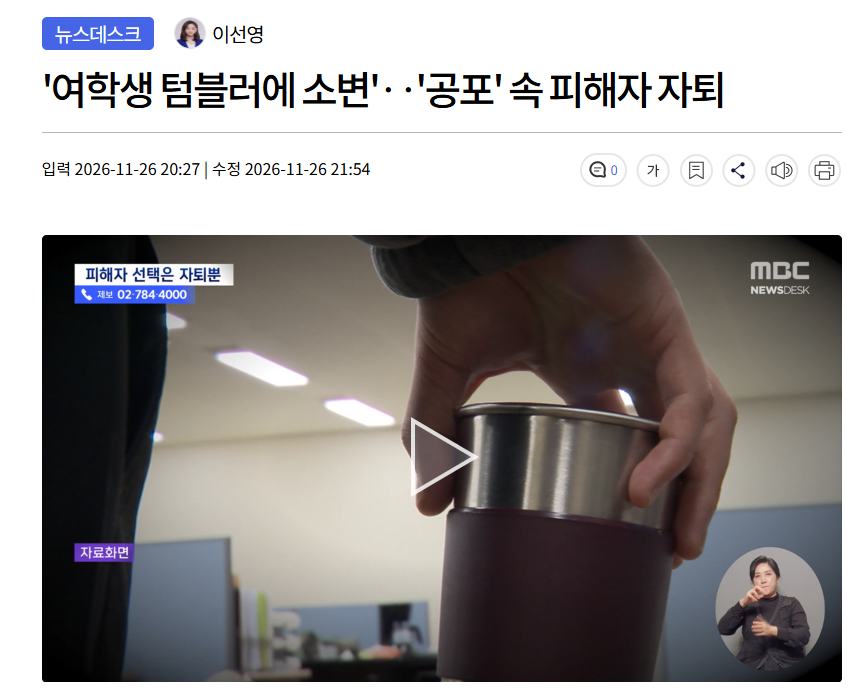 뉴스데스크 이선영
'여학생 텀블러에 소변'‥'공포' 속 피해자 자퇴
입력 2026-11-26 20:27 | 수정 2026-11-26 21:54
0 가
피해자 선택은 자퇴뿐
제보 02-784-4000
MBC
NEWSDESK
자료화면